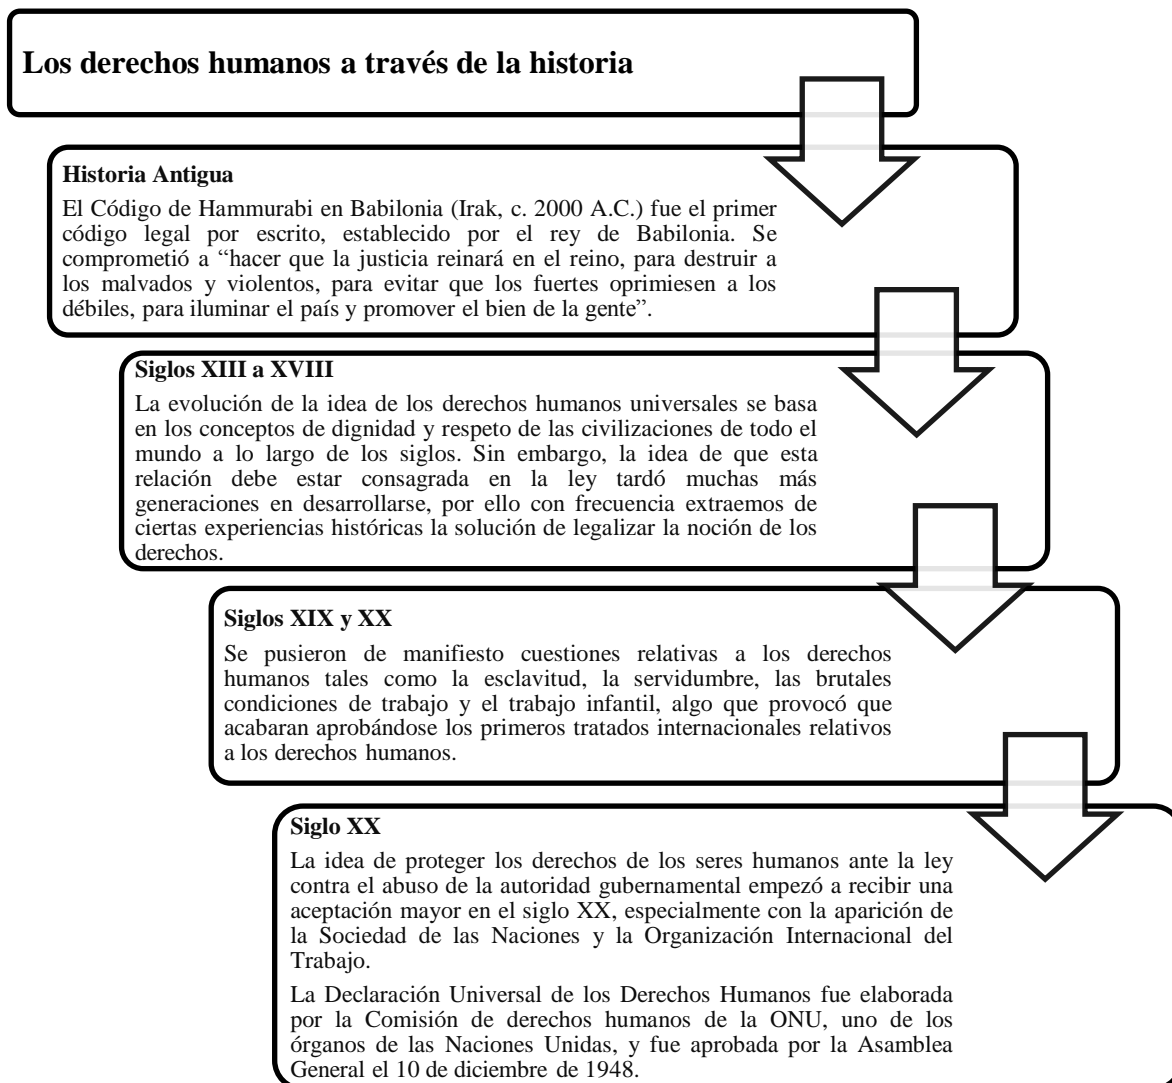 Los derechos humanos a través de la historia
Historia Antigua
El Código de Hammurabi en Babilonia (Irak, c. 2000 A.C.) fue el primer
código legal por escrito, establecido por el rey de Babilonia. Se
comprometió a “hacer que la justicia reinará en el reino, para destruir a
los malvados y violentos, para evitar que los fuertes oprimiesen a los
débiles, para iluminar el país y promover el bien de la gente”.
Siglos XIII a XVIII
La evolución de la idea de los derechos humanos universales se basa
en los conceptos de dignidad y respeto de las civilizaciones de todo el
mundo a lo largo de los siglos. Sin embargo, la idea de que esta
relación debe estar consagrada en la ley tardó muchas más
generaciones en desarrollarse, por ello con frecuencia extraemos de
ciertas experiencias históricas la solución de legalizar la noción de los
derechos.
Siglos XIX y XX
Se pusieron de manifiesto cuestiones relativas a los derechos
humanos tales como la esclavitud, la servidumbre, las brutales
condiciones de trabajo y el trabajo infantil, algo que provocó que
acabaran aprobándose los primeros tratados internacionales relativos
a los derechos humanos.
Siglo XX
La idea de proteger los derechos de los seres humanos ante la ley
contra el abuso de la autoridad gubernamental empezó a recibir una
aceptación mayor en el siglo XX, especialmente con la aparición de
la Sociedad de las Naciones y la Organización Internacional del
Trabajo.
La Declaración Universal de los Derechos Humanos fue elaborada
por la Comisión de derechos humanos de la ONU, uno de los
órganos de las Naciones Unidas, y fue aprobada por la Asamblea
General el 10 de diciembre de 1948.